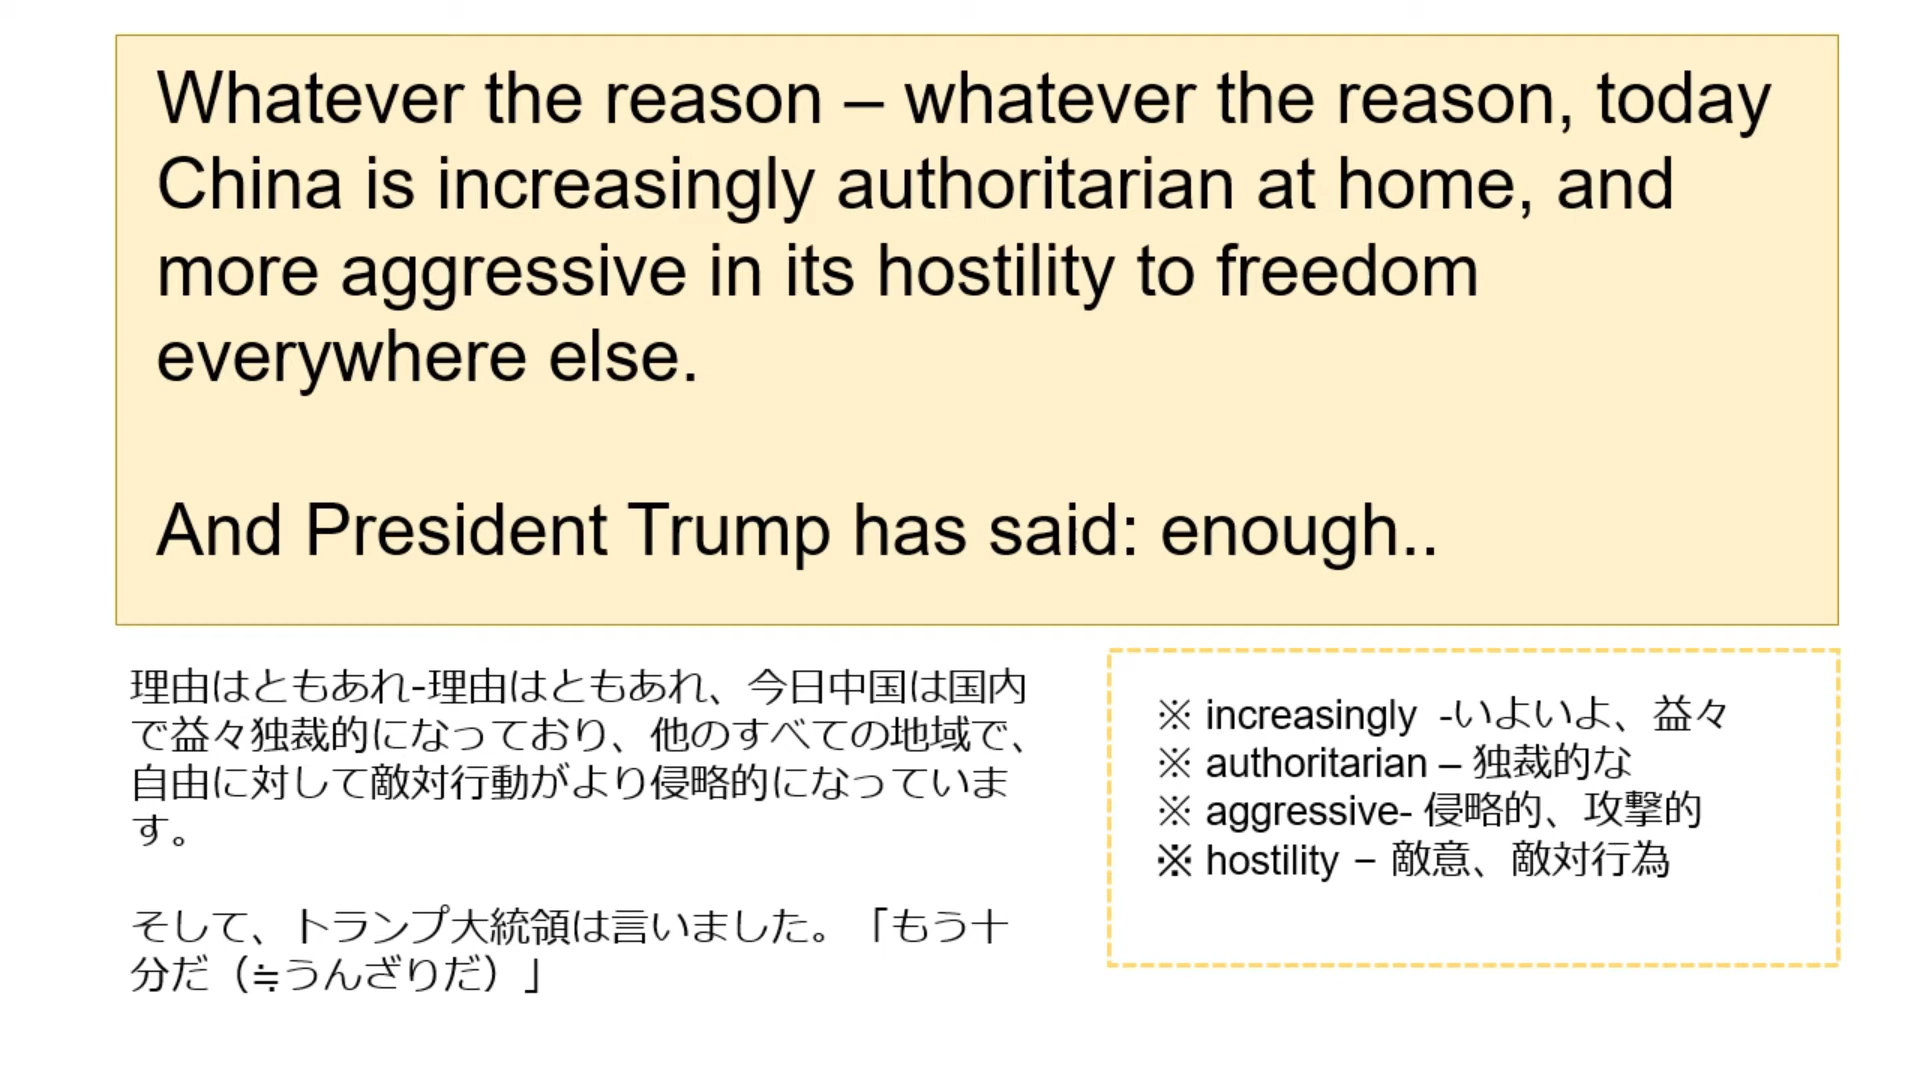 Whatever the reason – whatever the reason, today
China is increasingly authoritarian at home, and
more aggressive in its hostility to freedom
everywhere else.
And President Trump has said: enough..
理由はともあれ-理由はともあれ、今日中国は国内
で益々独裁的になっており、他のすべての地域で、
自由に対して敵対行動がより侵略的になっていま
す。
そして、トランプ大統領は言いました。「もう十
分だ（≒うんざりだ）」
※ increasingly -いよいよ、益々
※ authoritarian – 独裁的な
※ aggressive- 侵略的、攻撃的
※ hostility – 敵意、敵対行為